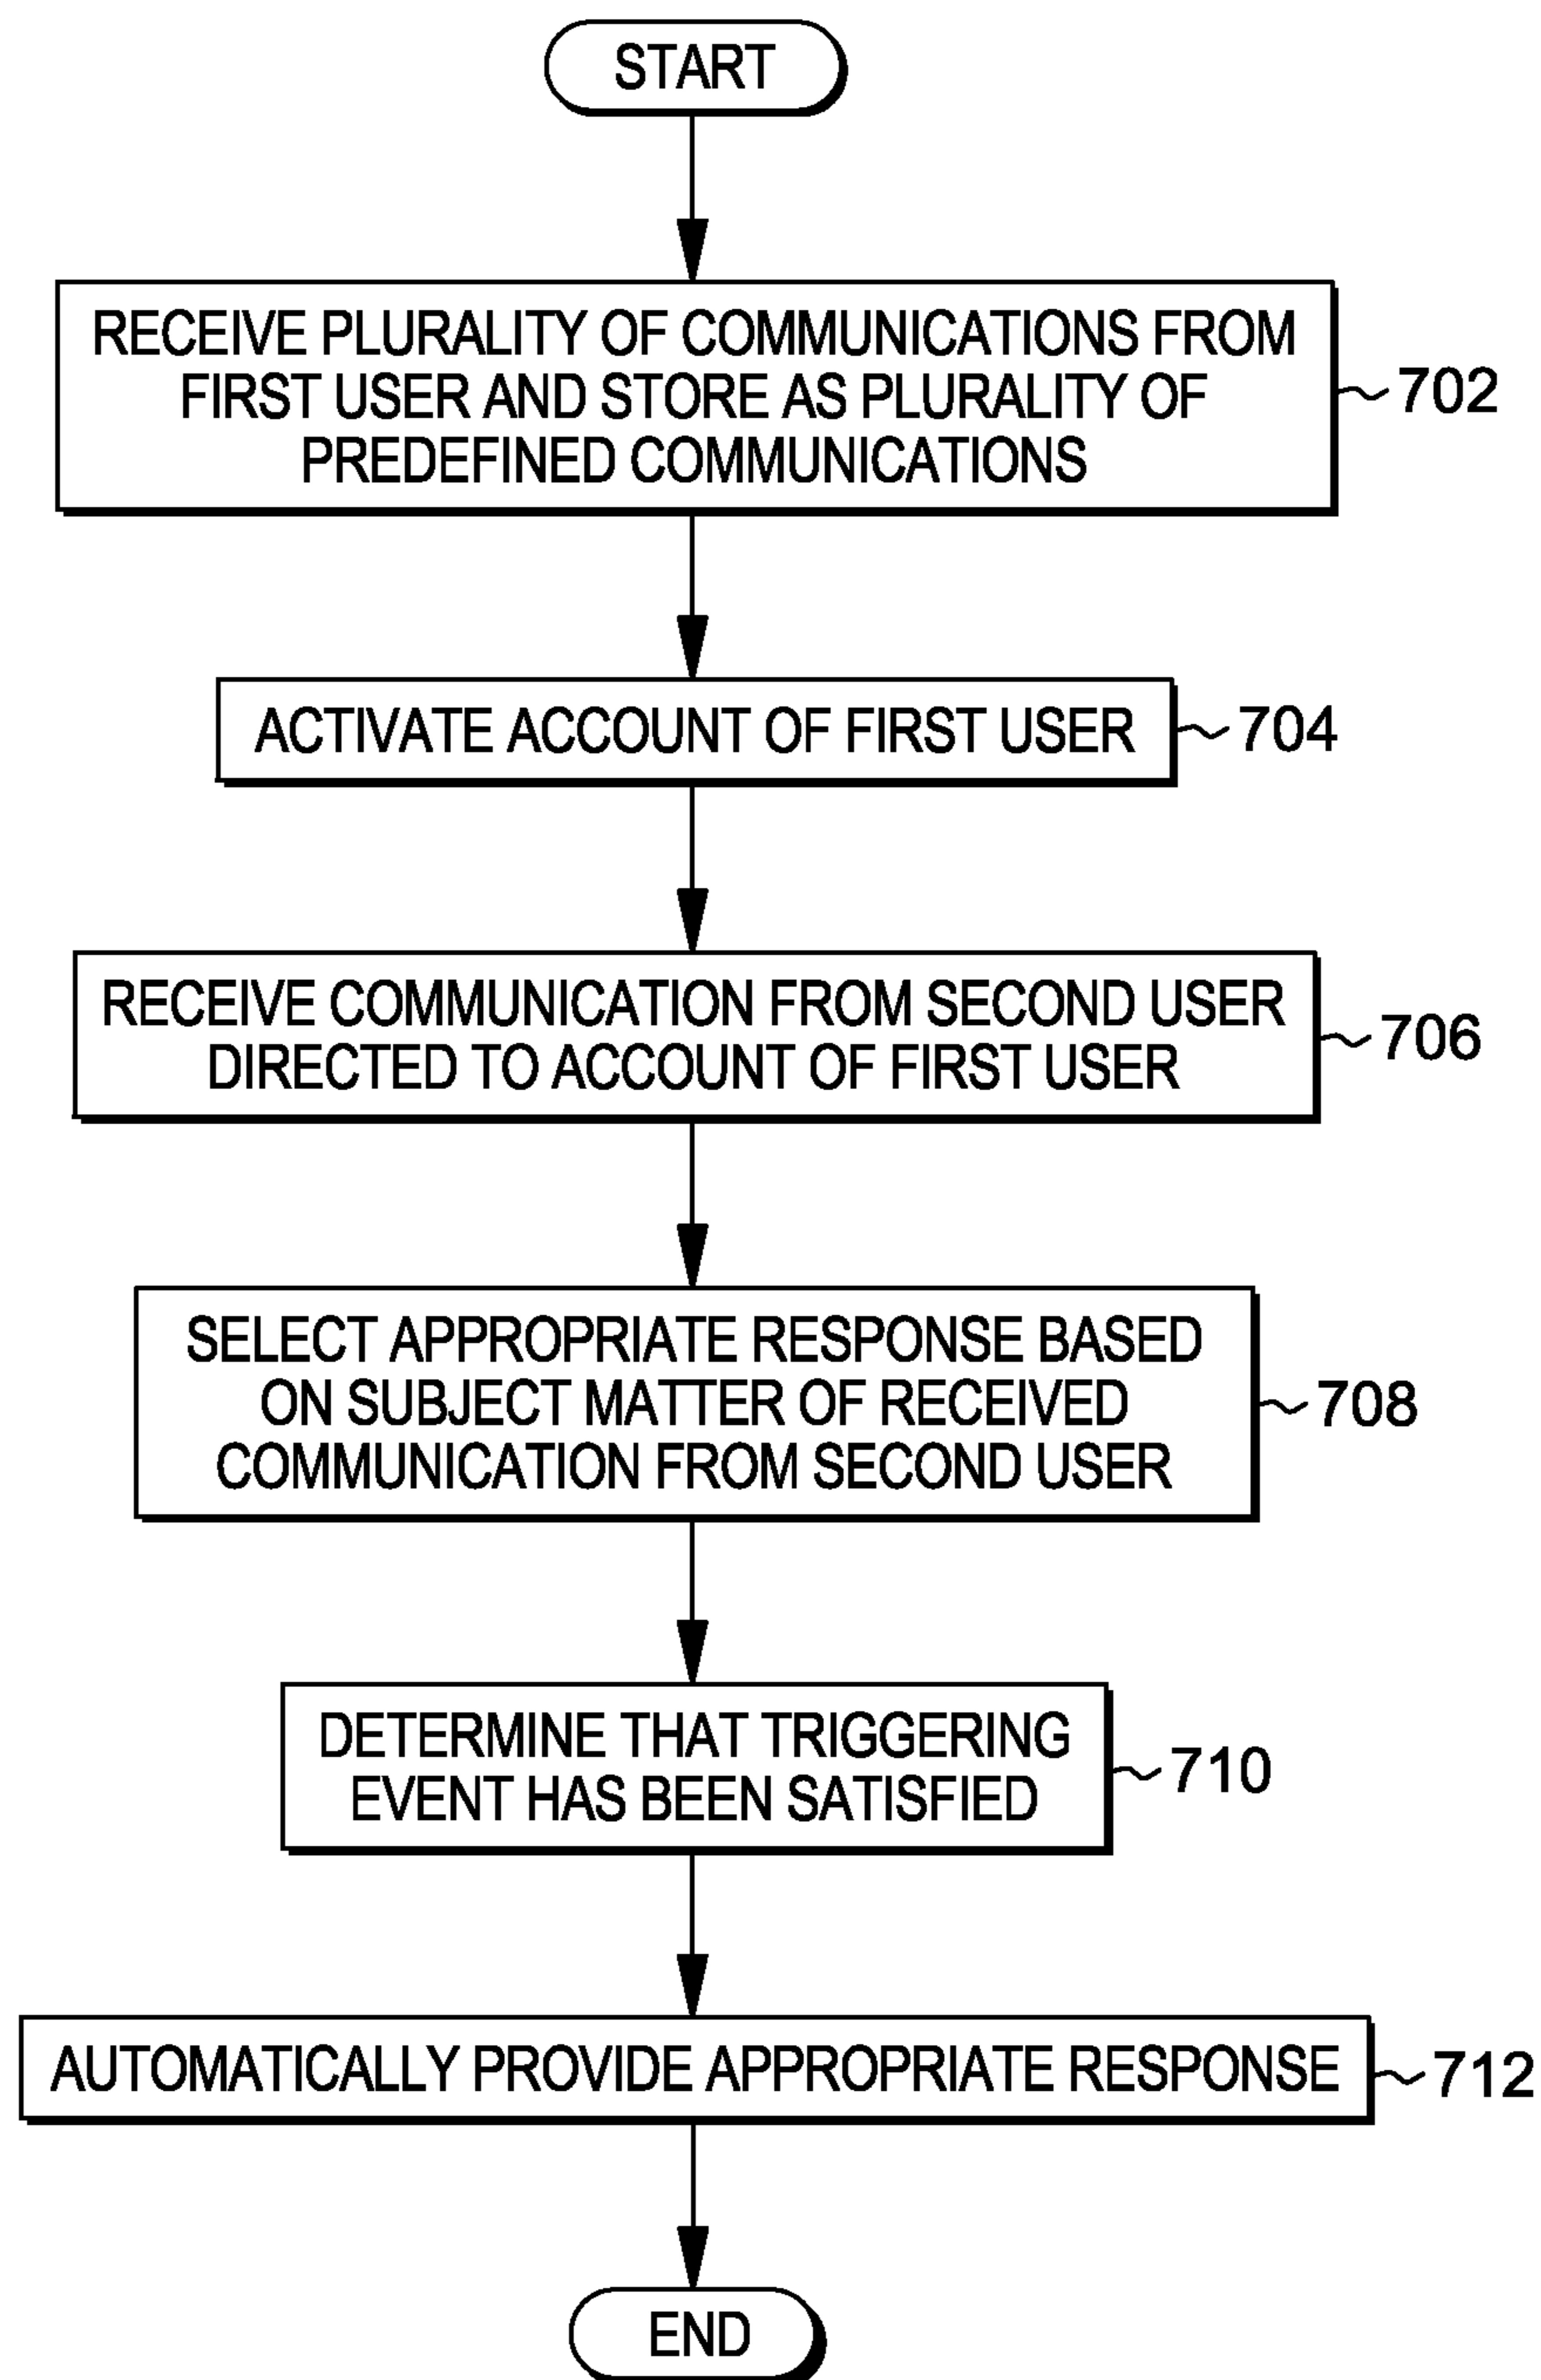 START
RECEIVE PLURALITY OF COMMUNICATIONS FROM
FIRST USER AND STORE AS PLURALITY OF
PREDEFINED COMMUNICATIONS
702
ACTIVATE ACCOUNT OF FIRST USER
704
RECEIVE COMMUNICATION FROM SECOND USER
DIRECTED TO ACCOUNT OF FIRST USER
706
SELECT APPROPRIATE RESPONSE BASED
ON SUBJECT MATTER OF RECEIVED
COMMUNICATION FROM SECOND USER
708
DETERMINE THAT TRIGGERING
EVENT HAS BEEN SATISFIED
710
AUTOMATICALLY PROVIDE APPROPRIATE RESPONSE
712
END